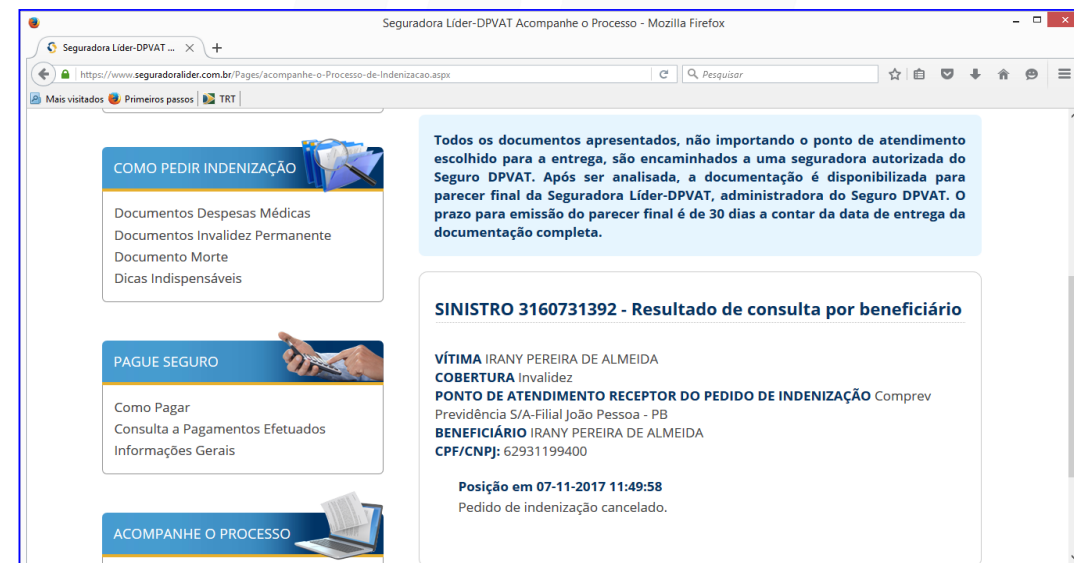 Seguradora Líder-DPVAT Acompanhe o Processo - Mozilla Firefox
Seguradora Líder-DPVAT ...
https://www.seguradoralider.com.br/Pages/acompanhe-o-Processo-de-Indenizacao.aspx
Pesquisar
Mais visitados Primeiros passos TRT
COMO PEDIR INDENIZAÇÃO
Documentos Despesas Médicas
Documentos Invalidez Permanente
Documento Morte
Dicas Indispensáveis
PAGUE SEGURO
Como Pagar
Consulta a Pagamentos Efetuados
Informações Gerais
ACOMPANHE O PROCESSO
Todos os documentos apresentados, não importando o ponto de atendimento
escolhido para a entrega, são encaminhados a uma seguradora autorizada do
Seguro DPVAT. Após ser analisada, a documentação é disponibilizada para
parecer final da Seguradora Líder-DPVAT, administradora do Seguro DPVAT. O
prazo para emissão do parecer final é de 30 dias a contar da data de entrega da
documentação completa.
SINISTRO 3160731392 - Resultado de consulta por beneficiário
VÍTIMA IRANY PEREIRA DE ALMEIDA
COBERTURA Invalidez
PONTO DE ATENDIMENTO RECEPTOR DO PEDIDO DE INDENIZAÇÃO Comprev
Previdência S/A-Filial João Pessoa - PB
BENEFICIÁRIO IRANY PEREIRA DE ALMEIDA
CPF/CNPJ: 62931199400
Posição em 07-11-2017 11:49:58
Pedido de indenização cancelado.